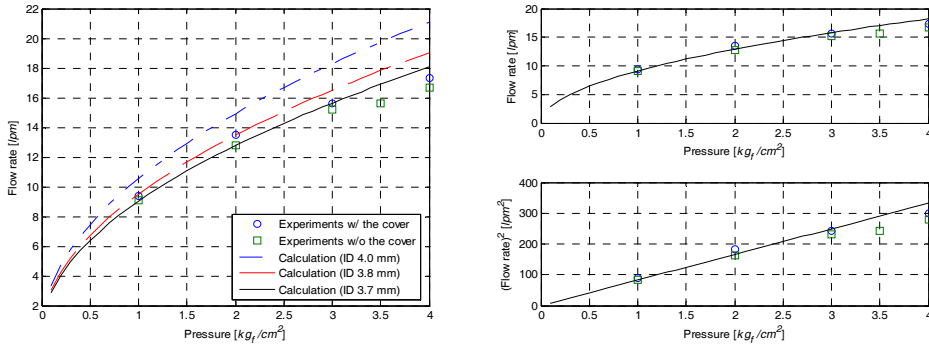 22
20
18
16
14
12
10
8
6
4
2
Flow rate [lpm]
0 0.5 1 1.5 2 2.5 3 3.5 4
Pressure [kgf/cm²]
Experiments w/ the cover
Experiments w/o the cover
Calculation (ID 4.0 mm)
Calculation (ID 3.8 mm)
Calculation (ID 3.7 mm)
20
15
10
5
0
Flow rate [lpm]
0 0.5 1 1.5 2 2.5 3 3.5 4
Pressure [kgf/cm²]
400
300
200
100
0
(Flow rate)² [lpm²]
0 0.5 1 1.5 2 2.5 3 3.5 4
Pressure [kgf/cm²]